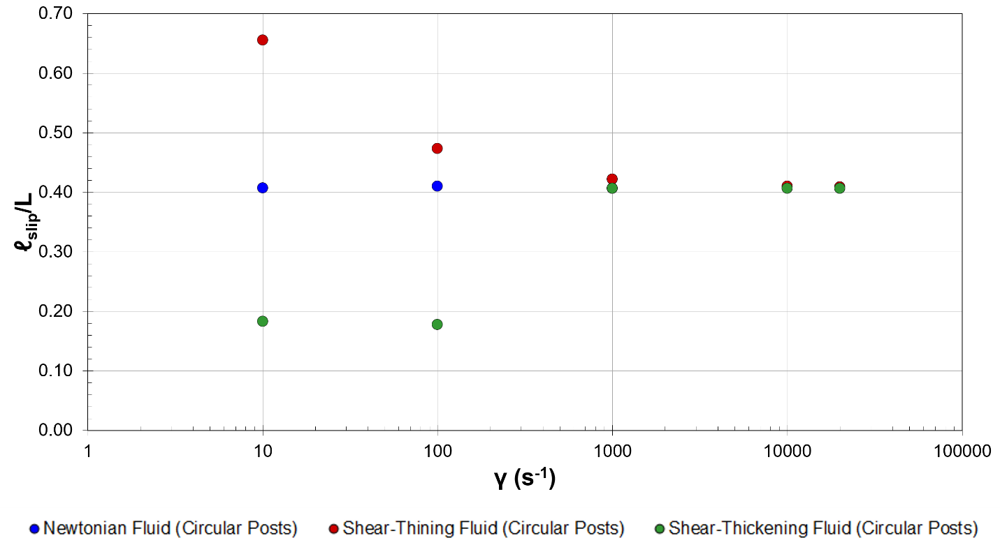 0.70
0.60
0.50
0.40
0.30
0.20
0.10
0.00
ℓslip/L
1 10 100 1000 10000 100000
γ (s-1)
Newtonian Fluid (Circular Posts) Shear-Thining Fluid (Circular Posts) Shear-Thickening Fluid (Circular Posts)